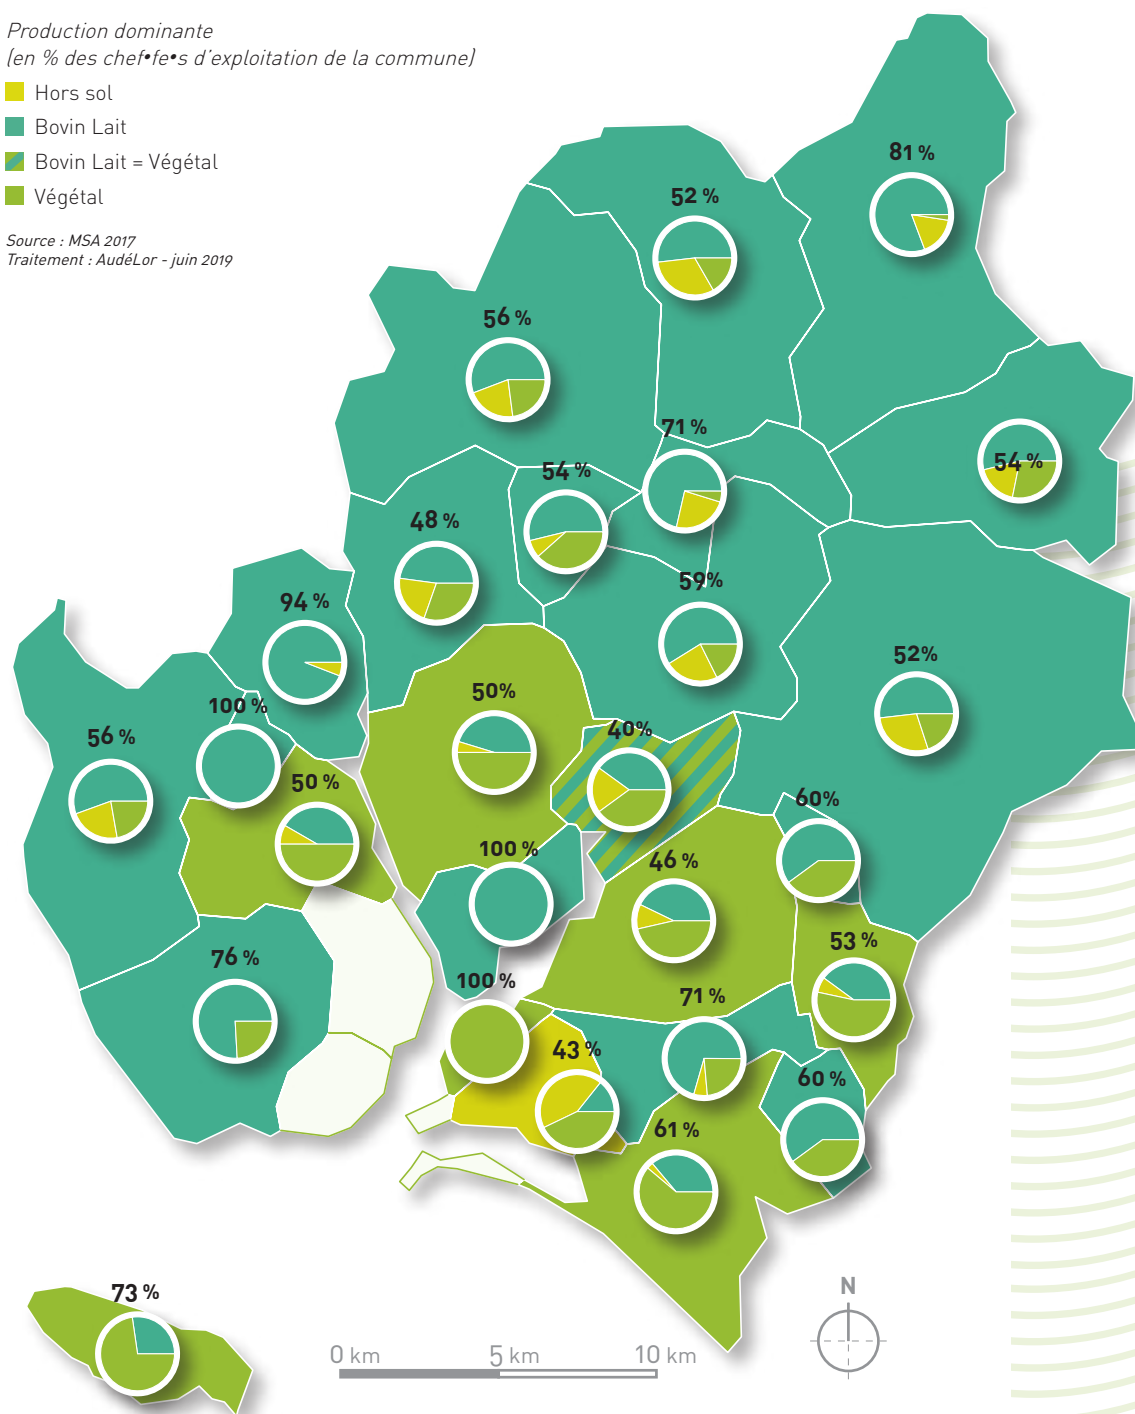 Production dominante
(en % des chef•fe•s d'exploitation de la commune)
Hors sol
Bovin Lait
Bovin Lait = Végétal
Végétal
Source : MSA 2017
Traitement : AudéLor - juin 2019
81 %
52 %
56 %
71 %
54 %
54 %
48 %
59%
94 %
52%
50%
100 %
56 %
40%
50 %
60%
100 %
46 %
53 %
76 %
100 %
71 %
43 %
60 %
61 %
73 %
N
0 km 5 km 10 km